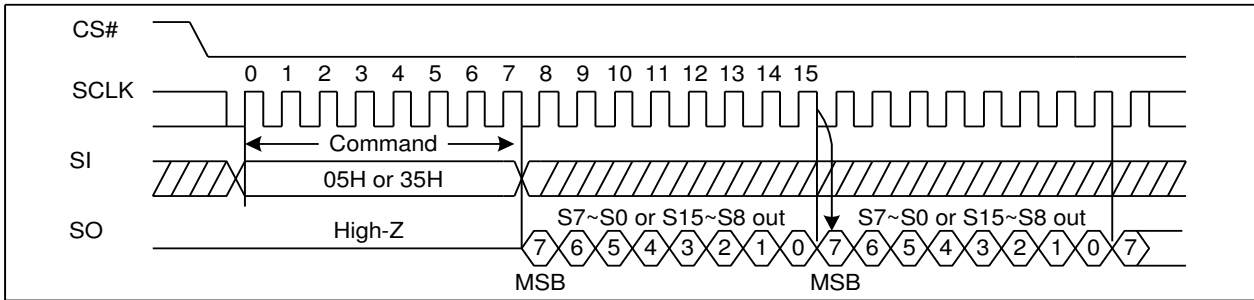 CS#
0 1 2 3 4 5 6 7 8 9 10 11 12 13 14 15
SCLK
Command
SI
05H or 35H
S7~S0 or S15~S8 out S7~S0 or S15~S8 out
SO High-Z
7 6 5 4 3 2 1 0 7 6 5 4 3 2 1 0 7
MSB MSB